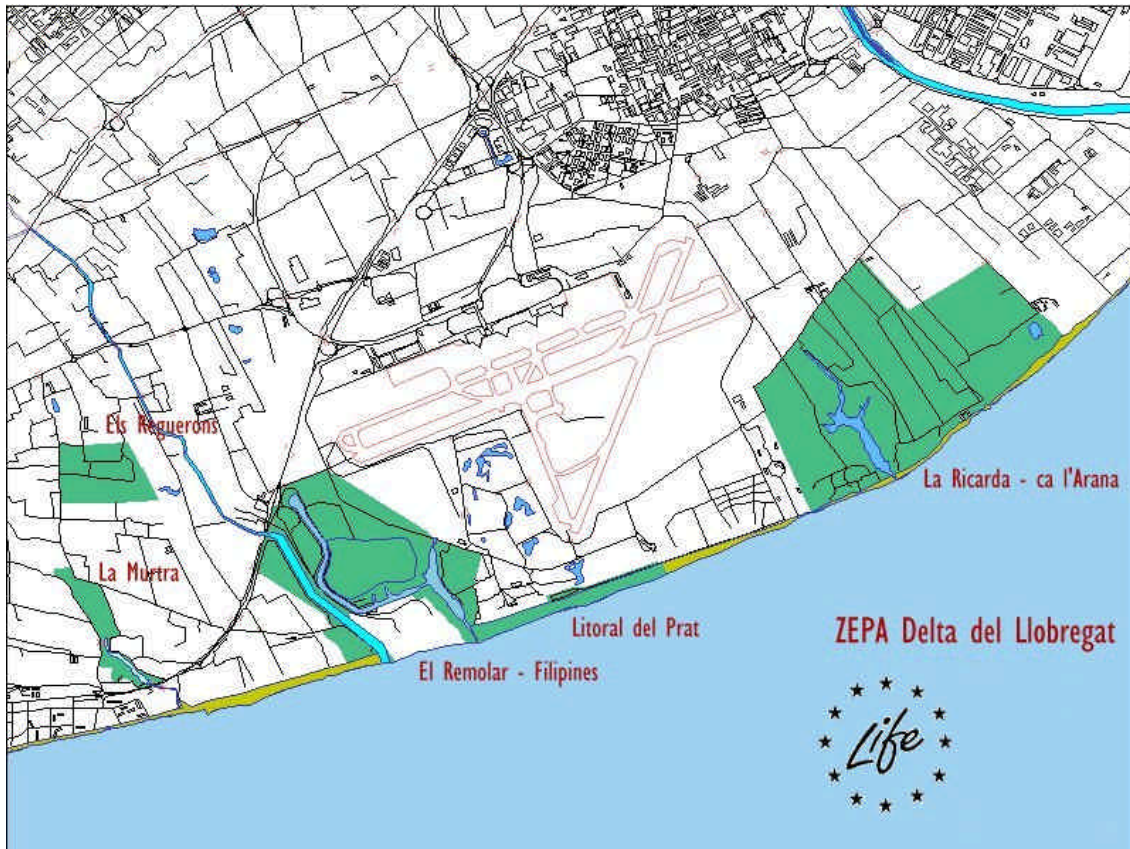 Els Reguerons
La Murtra
La Ricarda - ca l'Arana
Litoral del Prat
El Remolar - Filipines
ZEPA Delta del Llobregat
Life